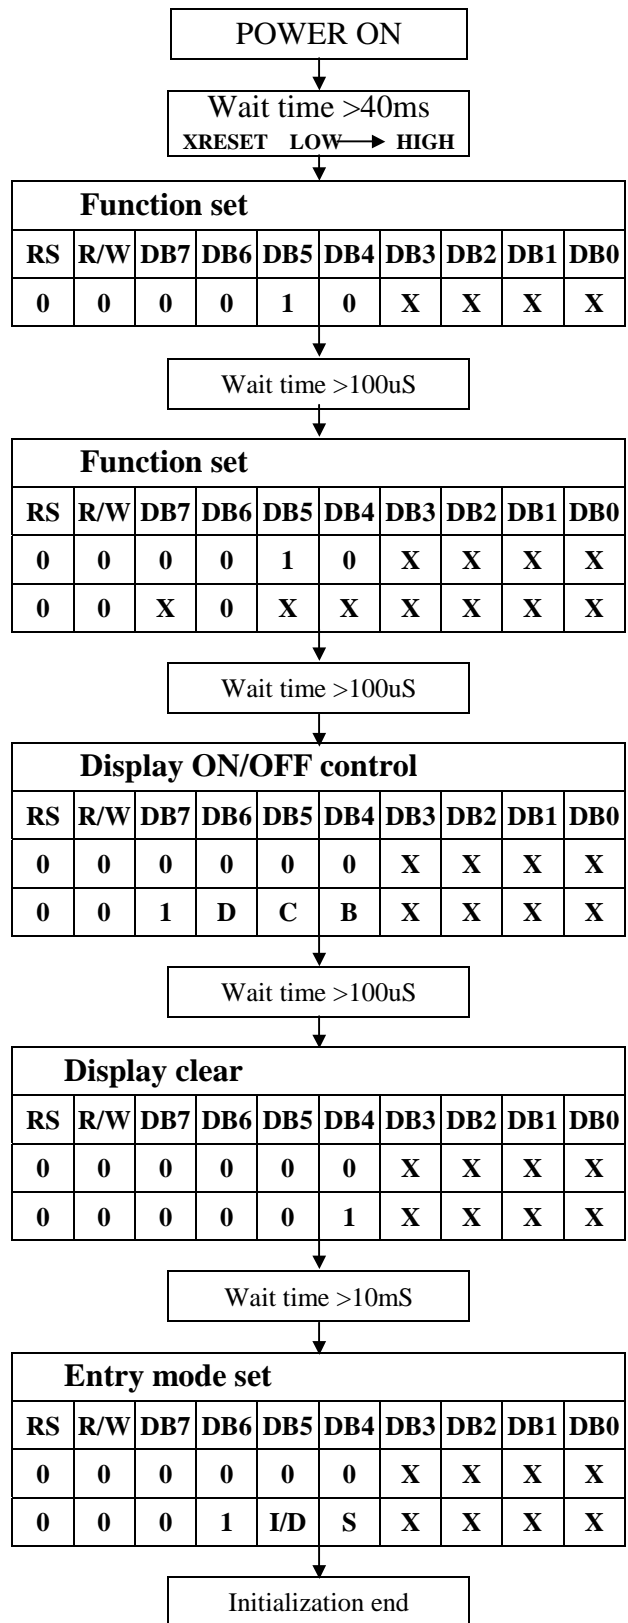 POWER ON
Wait time >40ms
XRESET LOW HIGH
Function set
RS R/W DB7 DB6 DB5 DB4 DB3 DB2 DB1 DB0
0 0 0 0 1 0 X X X X
Wait time >100uS
Function set
RS R/W DB7 DB6 DB5 DB4 DB3 DB2 DB1 DB0
0 0 0 0 1 0 X X X X
0 0 X 0 X X X X X X
Wait time >100uS
Display ON/OFF control
RS R/W DB7 DB6 DB5 DB4 DB3 DB2 DB1 DB0
0 0 0 0 0 0 X X X X
0 0 1 D C B X X X X
Wait time >100uS
Display clear
RS R/W DB7 DB6 DB5 DB4 DB3 DB2 DB1 DB0
0 0 0 0 0 0 X X X X
0 0 0 0 0 1 X X X X
Wait time >10mS
Entry mode set
RS R/W DB7 DB6 DB5 DB4 DB3 DB2 DB1 DB0
0 0 0 0 0 0 X X X X
0 0 0 1 I/D S X X X X
Initialization end